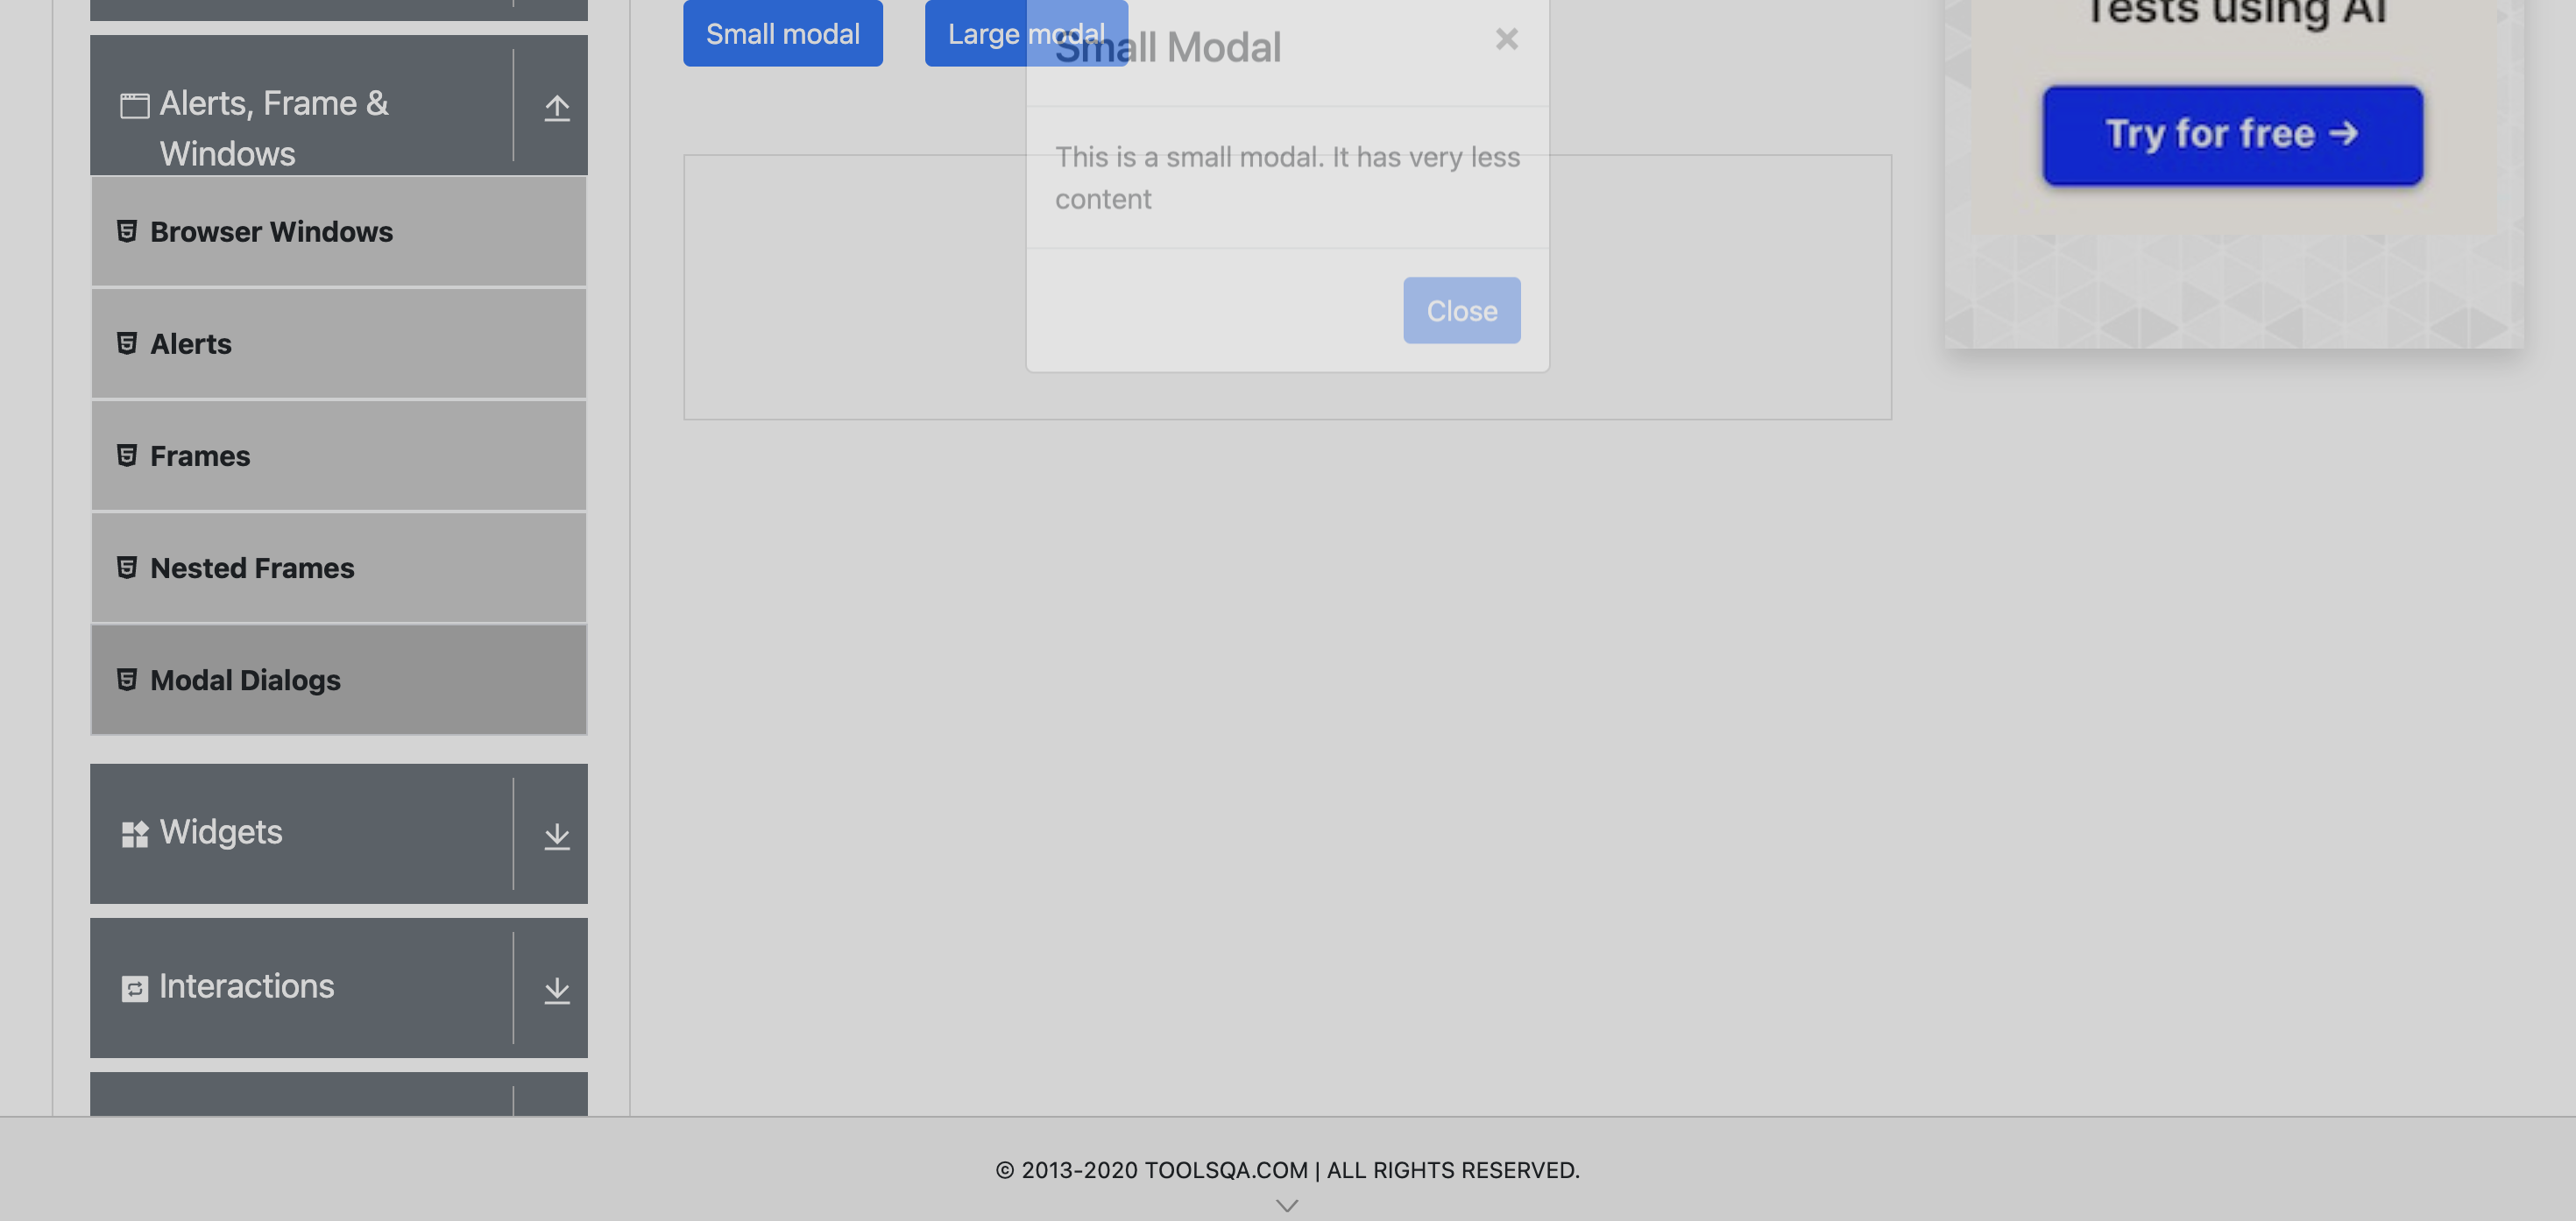 Small modal
Large modal
Small Modal
×
Tests using AI
Try for free →
Alerts, Frame &
Windows
This is a small modal. It has very less
content
Close
Browser Windows
Alerts
Frames
Nested Frames
Modal Dialogs
Widgets
Interactions
© 2013-2020 TOOLSQA.COM | ALL RIGHTS RESERVED.